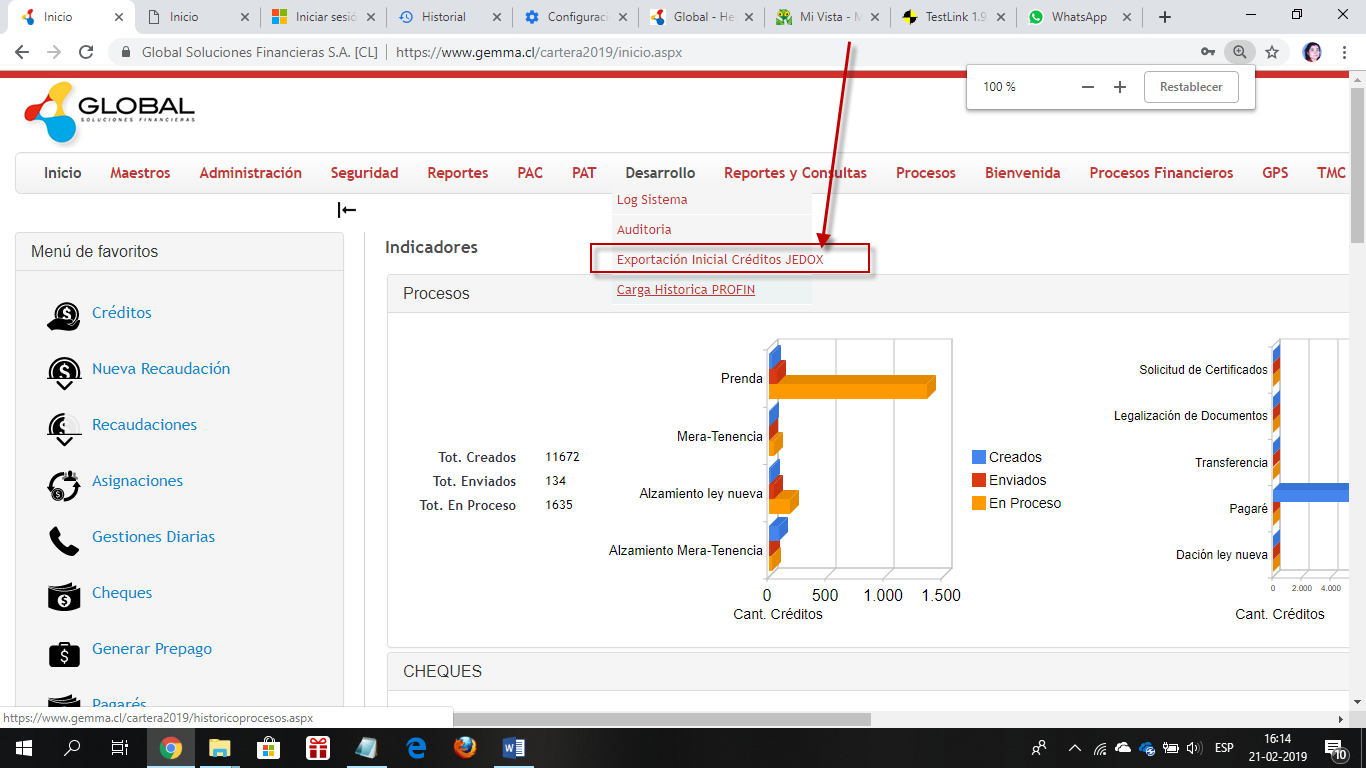 Inicio
Inicio
Iniciar sesió
Historial
Configuraci
Global - He
Mi Vista - M
TestLink 1.9
WhatsApp
Global Soluciones Financieras S.A. [CL] | https://www.gemma.cl/cartera2019/inicio.aspx
100 %
Restablecer
GLOBAL
SOLUCIONES FINANCIERAS
Inicio Maestros Administración Seguridad Reportes PAC PAT Desarrollo Reportes y Consultas Procesos Bienvenida Procesos Financieros GPS TMC
Log Sistema
Auditoria
Exportación Inicial Créditos JEDOX
Carga Historica PROFIN
Menú de favoritos
Créditos
Nueva Recaudación
Recaudaciones
Asignaciones
Gestiones Diarias
Cheques
Generar Prepago
Pagarés
Indicadores
Procesos
Tot. Creados 11672
Tot. Enviados 134
Tot. En Proceso 1635
Prenda
Mera-Tenencia
Alzamiento ley nueva
Alzamiento Mera-Tenencia
0 500 1.000 1.500
Cant. Créditos
Creados
Enviados
En Proceso
Solicitud de Certificados
Legalización de Documentos
Transferencia
Pagaré
Dación ley nueva
0 2.000 4.000
Cant. Créditos
CHEQUES
https://www.gemma.cl/cartera2019/historicoprocesos.aspx
ESP
16:14
21-02-2019
10